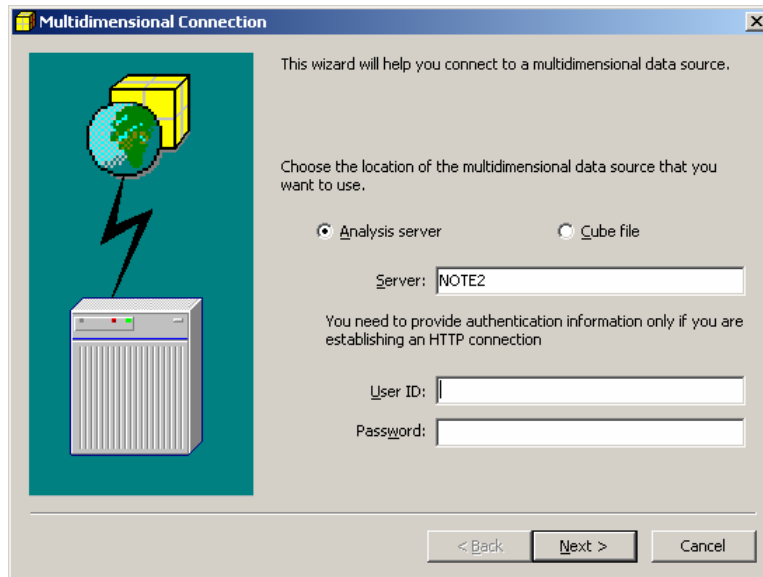 Multidimensional Connection
This wizard will help you connect to a multidimensional data source.
Choose the location of the multidimensional data source that you
want to use.
Analysis server Cube file
Server: NOTE2
You need to provide authentication information only if you are
establishing an HTTP connection
User ID:
Password:
< Back Next > Cancel